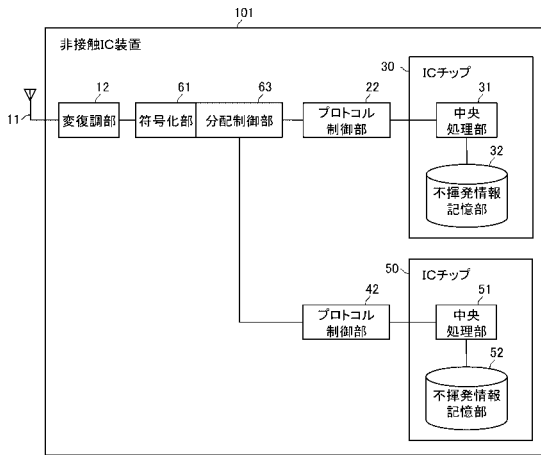 101
非接触IC装置
11
12
変復調部
61
符号化部
63
分配制御部
22
プロトコル
制御部
30
ICチップ
31
中央
処理部
32
不揮発情報
記憶部
42
プロトコル
制御部
50
ICチップ
51
中央
処理部
52
不揮発情報
記憶部